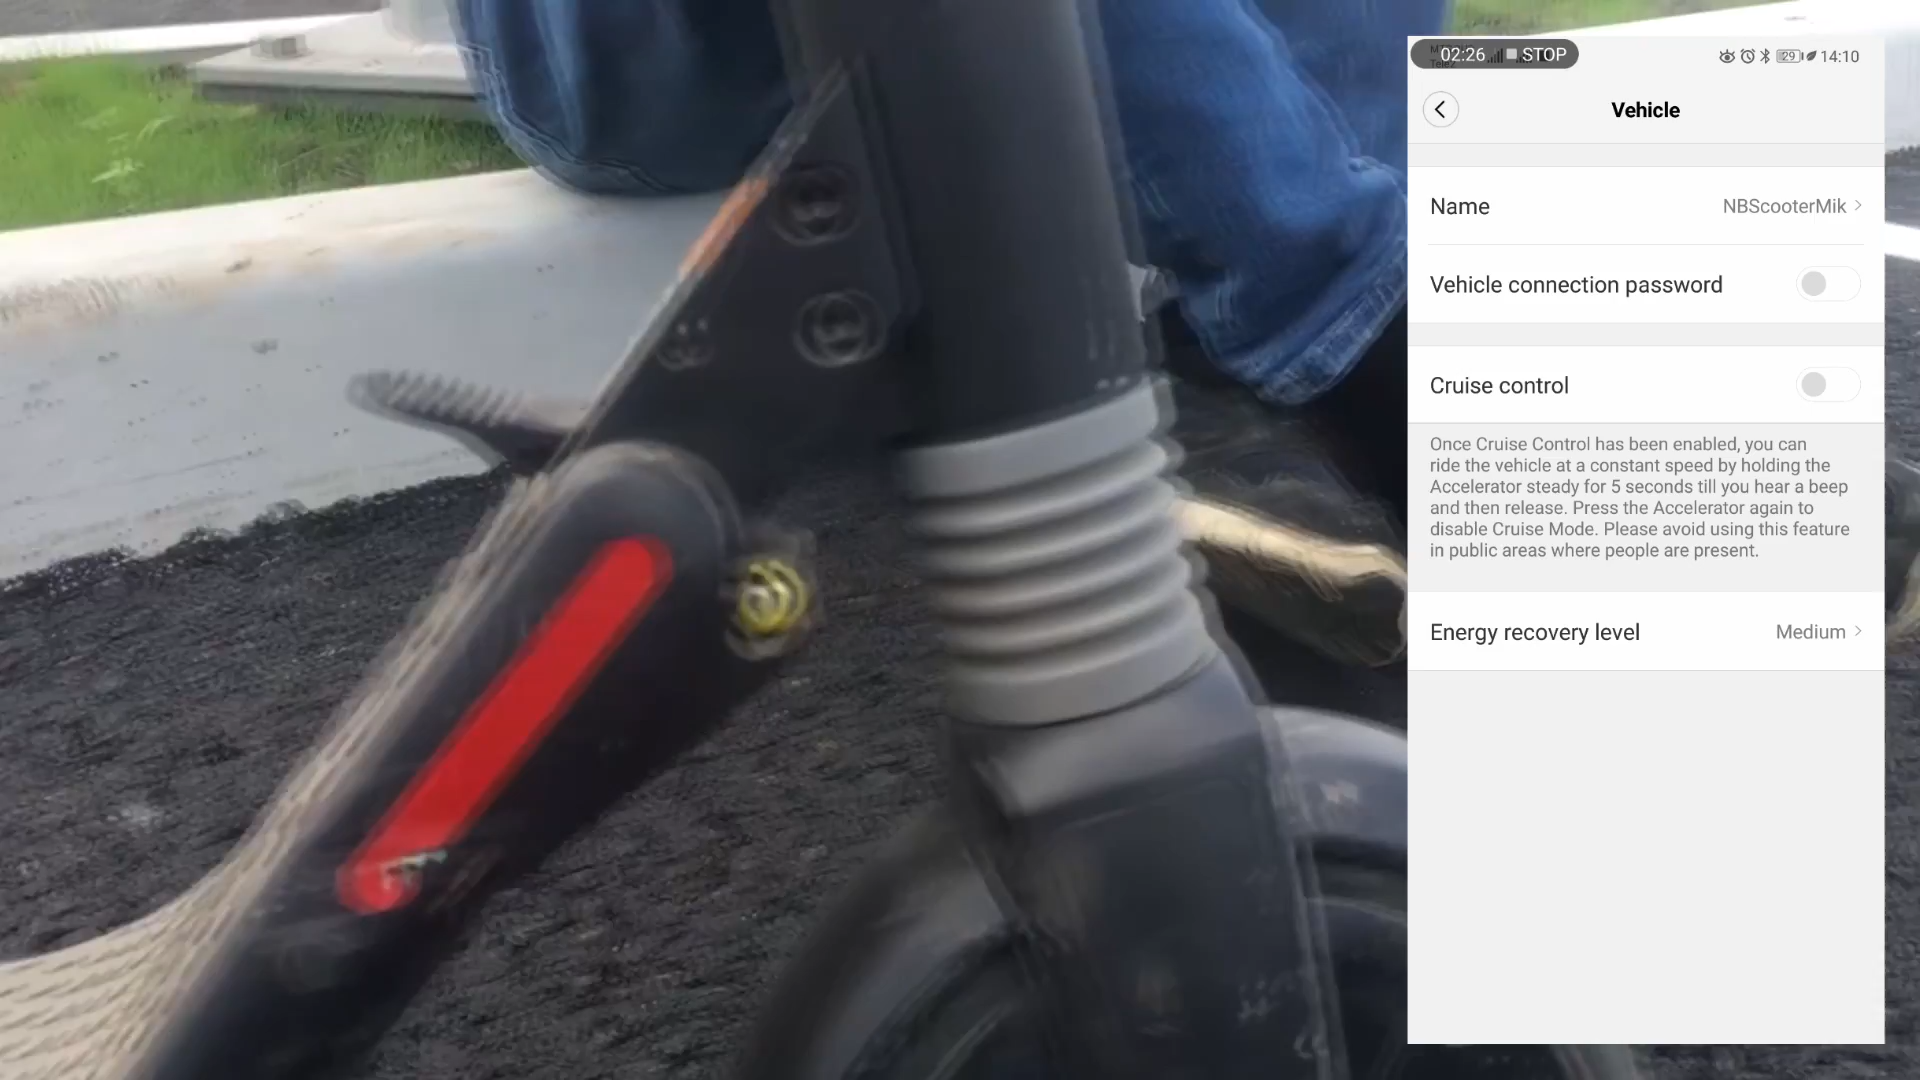 02:26 STOP
29 14:10
Vehicle
Name NBScooterMik
Vehicle connection password
Cruise control
Once Cruise Control has been enabled, you can
ride the vehicle at a constant speed by holding the
Accelerator steady for 5 seconds till you hear a beep
and then release. Press the Accelerator again to
disable Cruise Mode. Please avoid using this feature
in public areas where people are present.
Energy recovery level Medium